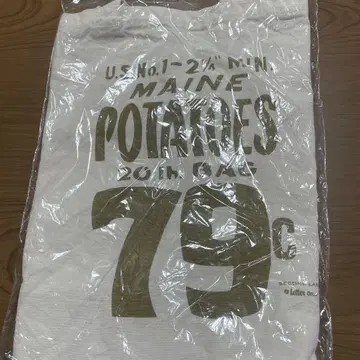 U.S. No. 1 - 2¼" MIN.
MAINE
POTATOES
20 lb. BAG
79c